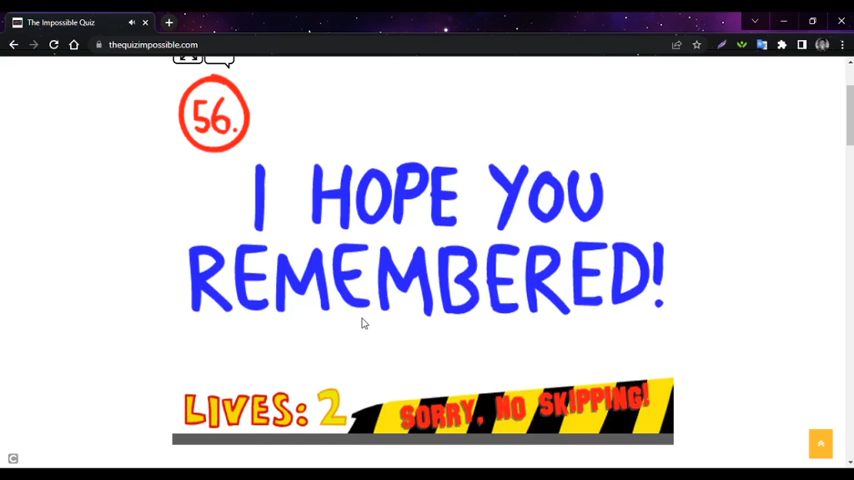 The Impossible Quiz
thequizimpossible.com
56.
I HOPE YOU
REMEMBERED!
LIVES: 2
SORRY, NO SKIPPING!